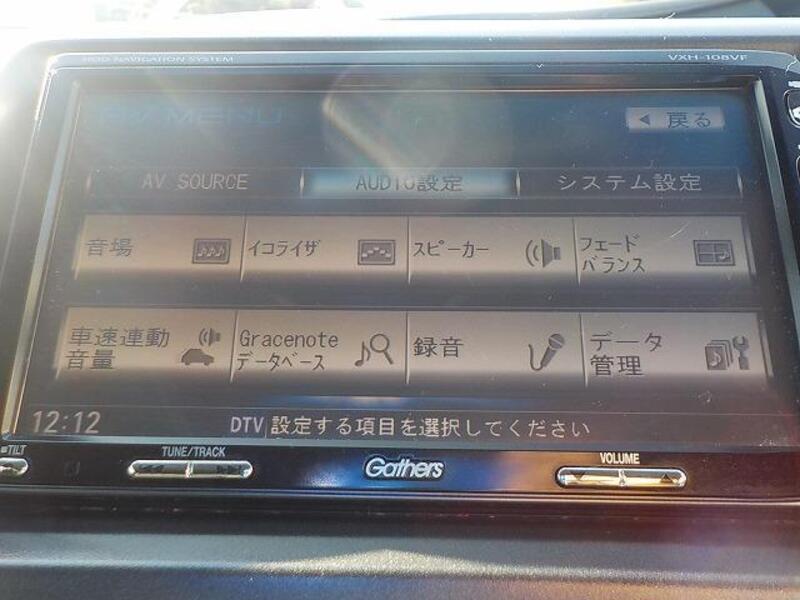 HDD NAVIGATION SYSTEM
VXH-108VF
AV MENU
戻る
AV SOURCE
AUDIO設定
システム設定
音場
イコライザ
スピーカー
フェード
バランス
車速連動
音量
Gracenote
データベース
録音
データ
管理
12:12
DTV 設定する項目を選択してください
TILT
TUNE/TRACK
Gathers
VOLUME